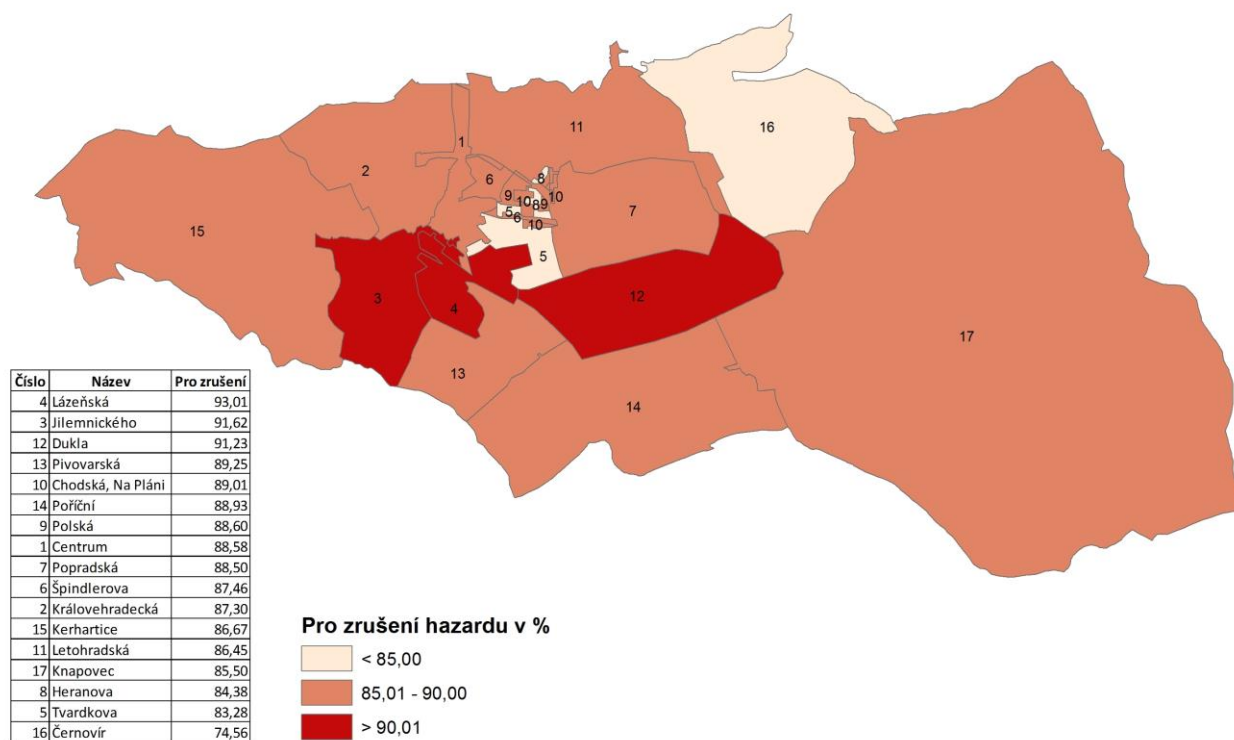 11
16
1
2
6
8
9
10
10
8
9
7
5
6
10
15
5
3
12
4
17
13
14
Číslo Název Pro zrušení
4 Lázeňská 93,01
3 Jilemnického 91,62
12 Dukla 91,23
13 Pivovarská 89,25
10 Chodská, Na Pláni 89,01
14 Poříční 88,93
9 Polská 88,60
1 Centrum 88,58
7 Popradská 88,50
6 Špindlerova 87,46
2 Královehradecká 87,30
15 Kerhartice 86,67
11 Letohradská 86,45
17 Knapovec 85,50
8 Heranova 84,38
5 Tvardkova 83,28
16 Černovír 74,56
Pro zrušení hazardu v %
< 85,00
85,01 - 90,00
> 90,01